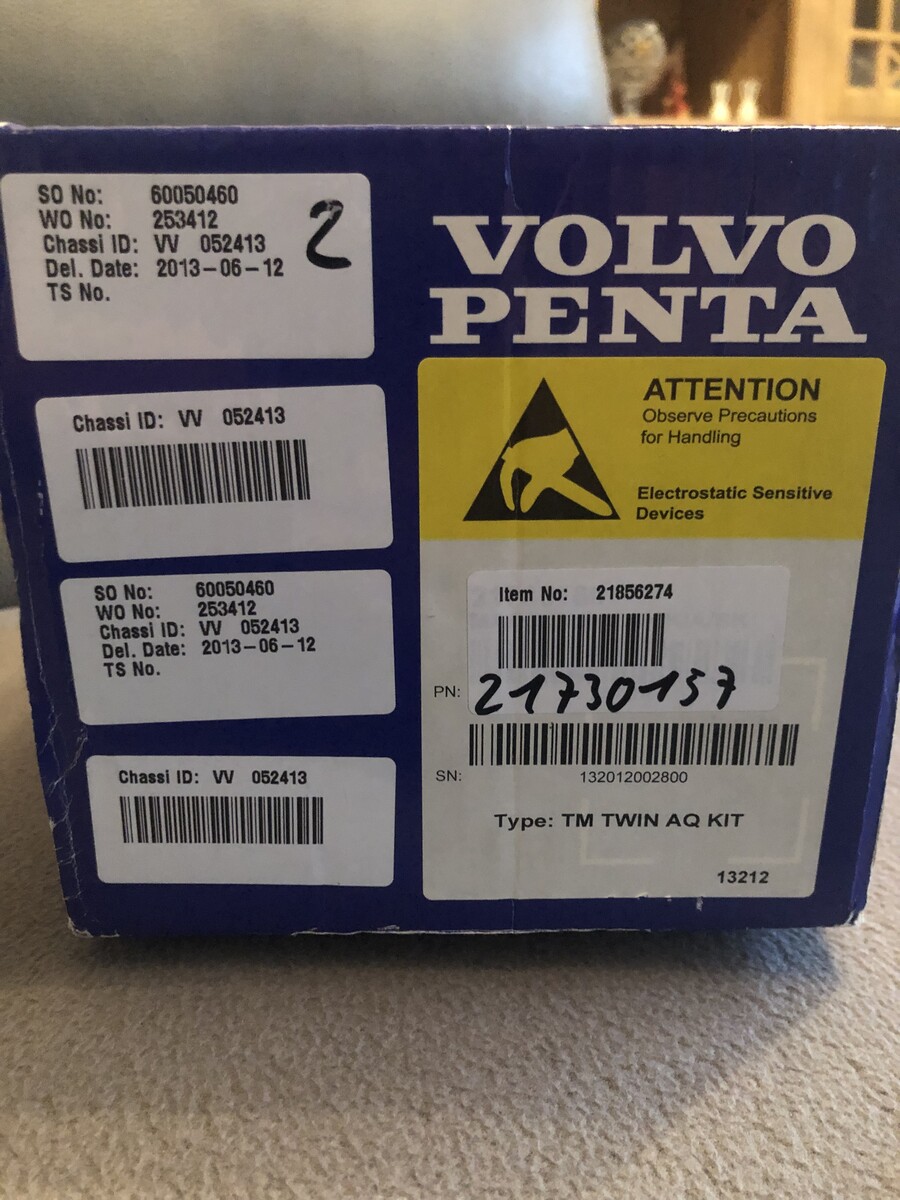 SO No: 60050460
WO No: 253412
Chassi ID: VV 052413
Del. Date: 2013-06-12
TS No.
2
Chassi ID: VV 052413
SO No: 60050460
WO No: 253412
Chassi ID: VV 052413
Del. Date: 2013-06-12
TS No.
Chassi ID: VV 052413
VOLVO
PENTA
ATTENTION
Observe Precautions
for Handling
Electrostatic Sensitive
Devices
Item No: 21856274
PN: 21730157
SN: 132012002800
Type: TM TWIN AQ KIT
13212